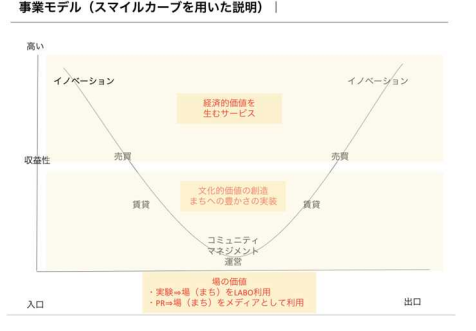 事業モデル（スマイルカーブを用いた説明）｜
高い
イノベーション
イノベーション
経済的価値を
生むサービス
収益性
売買
売買
文化的価値の創造
まちへの豊かさの実装
賃貸
賃貸
コミュニティ
マネジメント
運営
場の価値
・実験⇒場（まち）をLABO利用
・PR⇒場（まち）をメディアとして利用
入口
出口